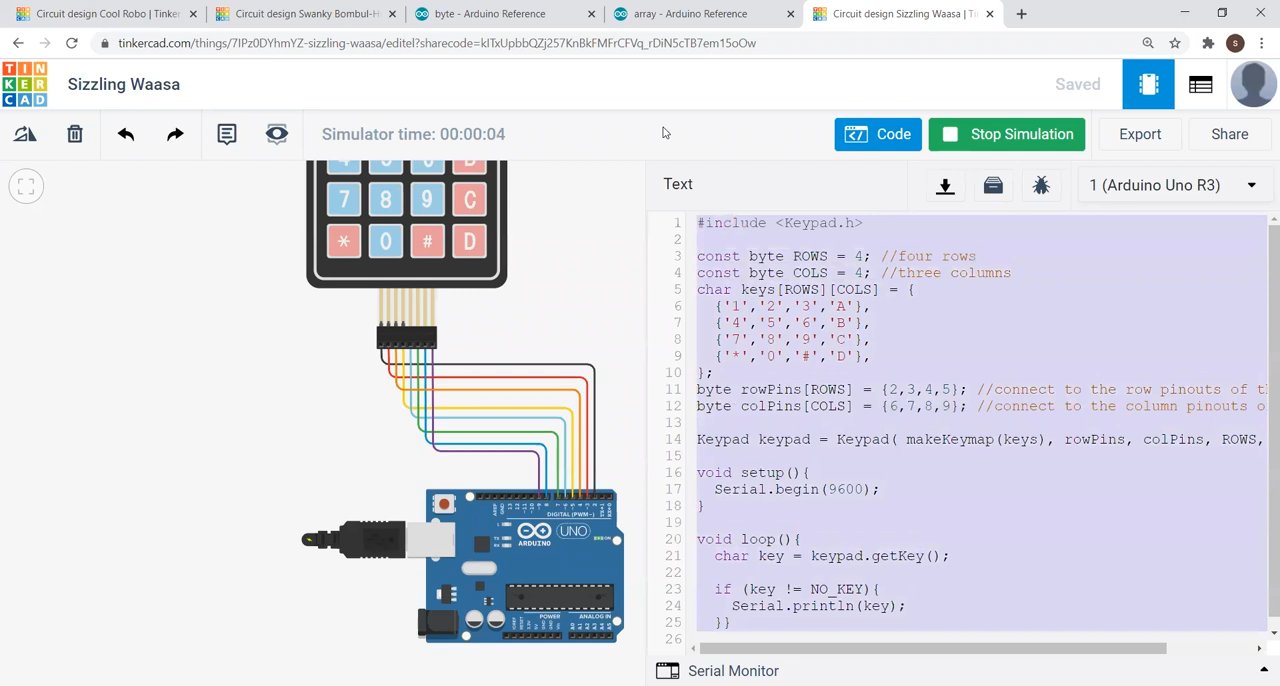 Circuit design Cool Robo | Tinker
Circuit design Swanky Bombul-H
byte - Arduino Reference
array - Arduino Reference
Circuit design Sizzling Waasa | Ti
tinkercad.com/things/7IPz0DYhmYZ-sizzling-waasa/editel?sharecode=kITxUpbbQZj257KnBkFMFrCFVq_rDiN5cTB7em15oOw
S
TIN
KER
CAD
Sizzling Waasa
Saved
Simulator time: 00:00:04
Code
Stop Simulation
Export
Share
Text
1 (Arduino Uno R3)
7 8 9 C
* 0 # D
DIGITAL (PWM~)
UNO
ARDUINO
POWER
ANALOG IN
1 #include <Keypad.h>
2
3 const byte ROWS = 4; //four rows
4 const byte COLS = 4; //three columns
5 char keys[ROWS][COLS] = {
6 {'1','2','3','A'},
7 {'4','5','6','B'},
8 {'7','8','9','C'},
9 {'*','0','#','D'},
10 };
11 byte rowPins[ROWS] = {2,3,4,5}; //connect to the row pinouts of th
12 byte colPins[COLS] = {6,7,8,9}; //connect to the column pinouts o
13
14 Keypad keypad = Keypad( makeKeymap(keys), rowPins, colPins, ROWS,
15
16 void setup(){
17 Serial.begin(9600);
18 }
19
20 void loop(){
21 char key = keypad.getKey();
22
23 if (key != NO_KEY){
24 Serial.println(key);
25 }}
26
Serial Monitor